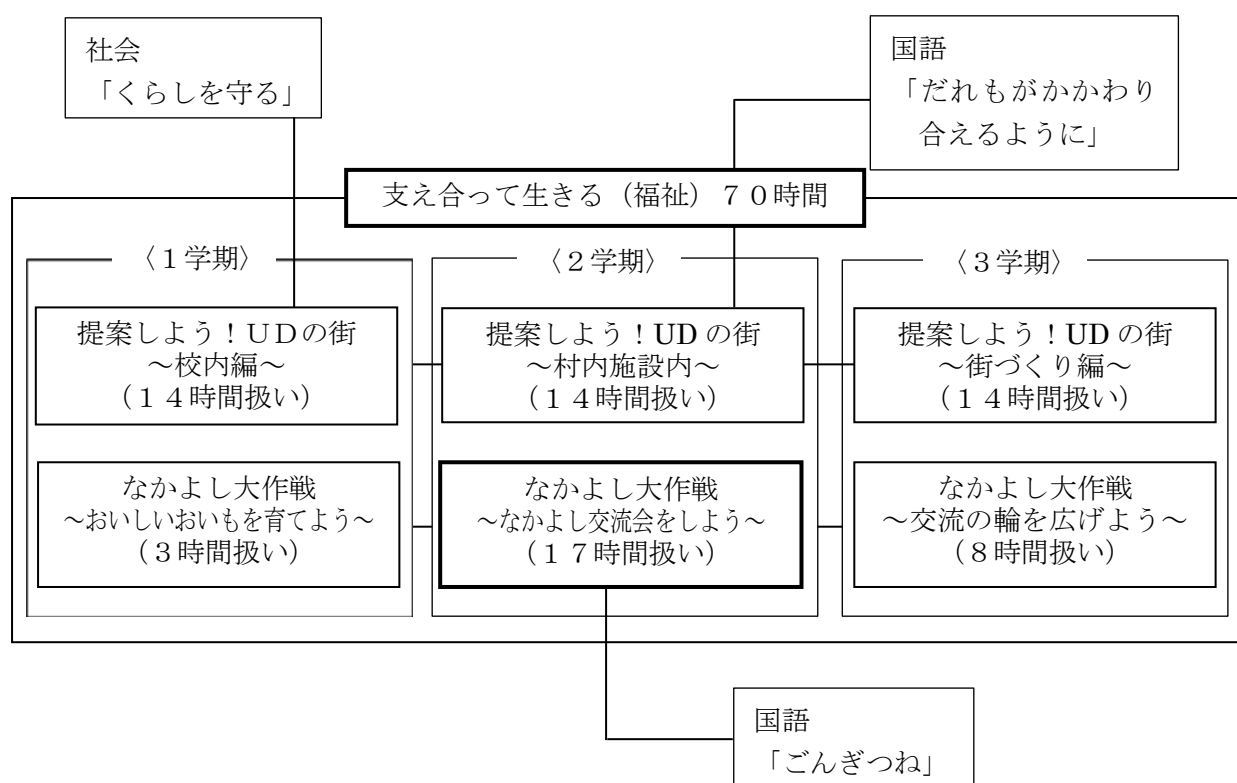 社会
「くらしを守る」
国語
「だれもがかかわり
合えるように」
支え合って生きる（福祉）７０時間
〈１学期〉
〈２学期〉
〈３学期〉
提案しよう！ＵＤの街
～校内編～
（１４時間扱い）
提案しよう！UD の街
～村内施設内～
（１４時間扱い）
提案しよう！UD の街
～街づくり編～
（１４時間扱い）
なかよし大作戦
～おいしいおいもを育てよう～
（３時間扱い）
なかよし大作戦
～なかよし交流会をしよう～
（１７時間扱い）
なかよし大作戦
～交流の輪を広げよう～
（８時間扱い）
国語
「ごんぎつね」